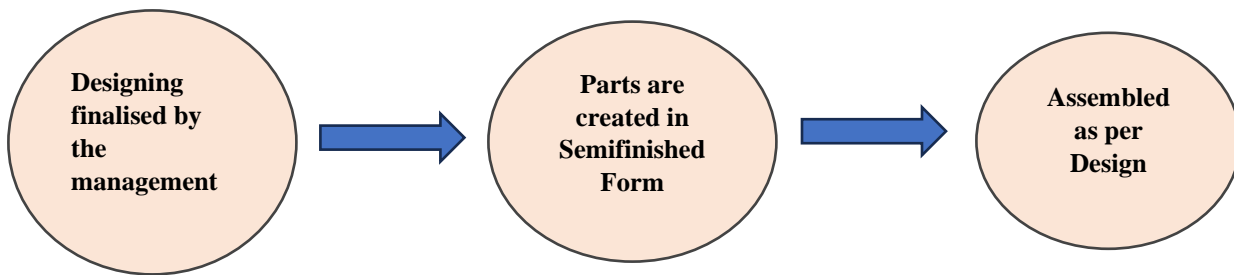 Designing
finalised by
the
management
Parts are
created in
Semifinished
Form
Assembled
as per
Design